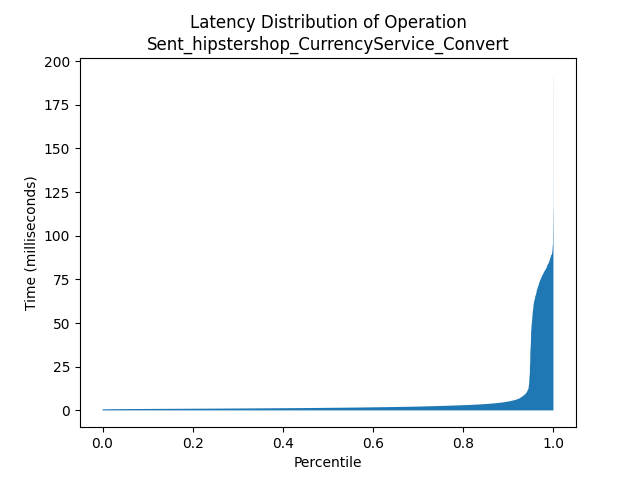 Latency Distribution of Operation
Sent_hipstershop_CurrencyService_Convert
200
175
150
125
100
75
50
25
0
Time (milliseconds)
0.0 0.2 0.4 0.6 0.8 1.0
Percentile